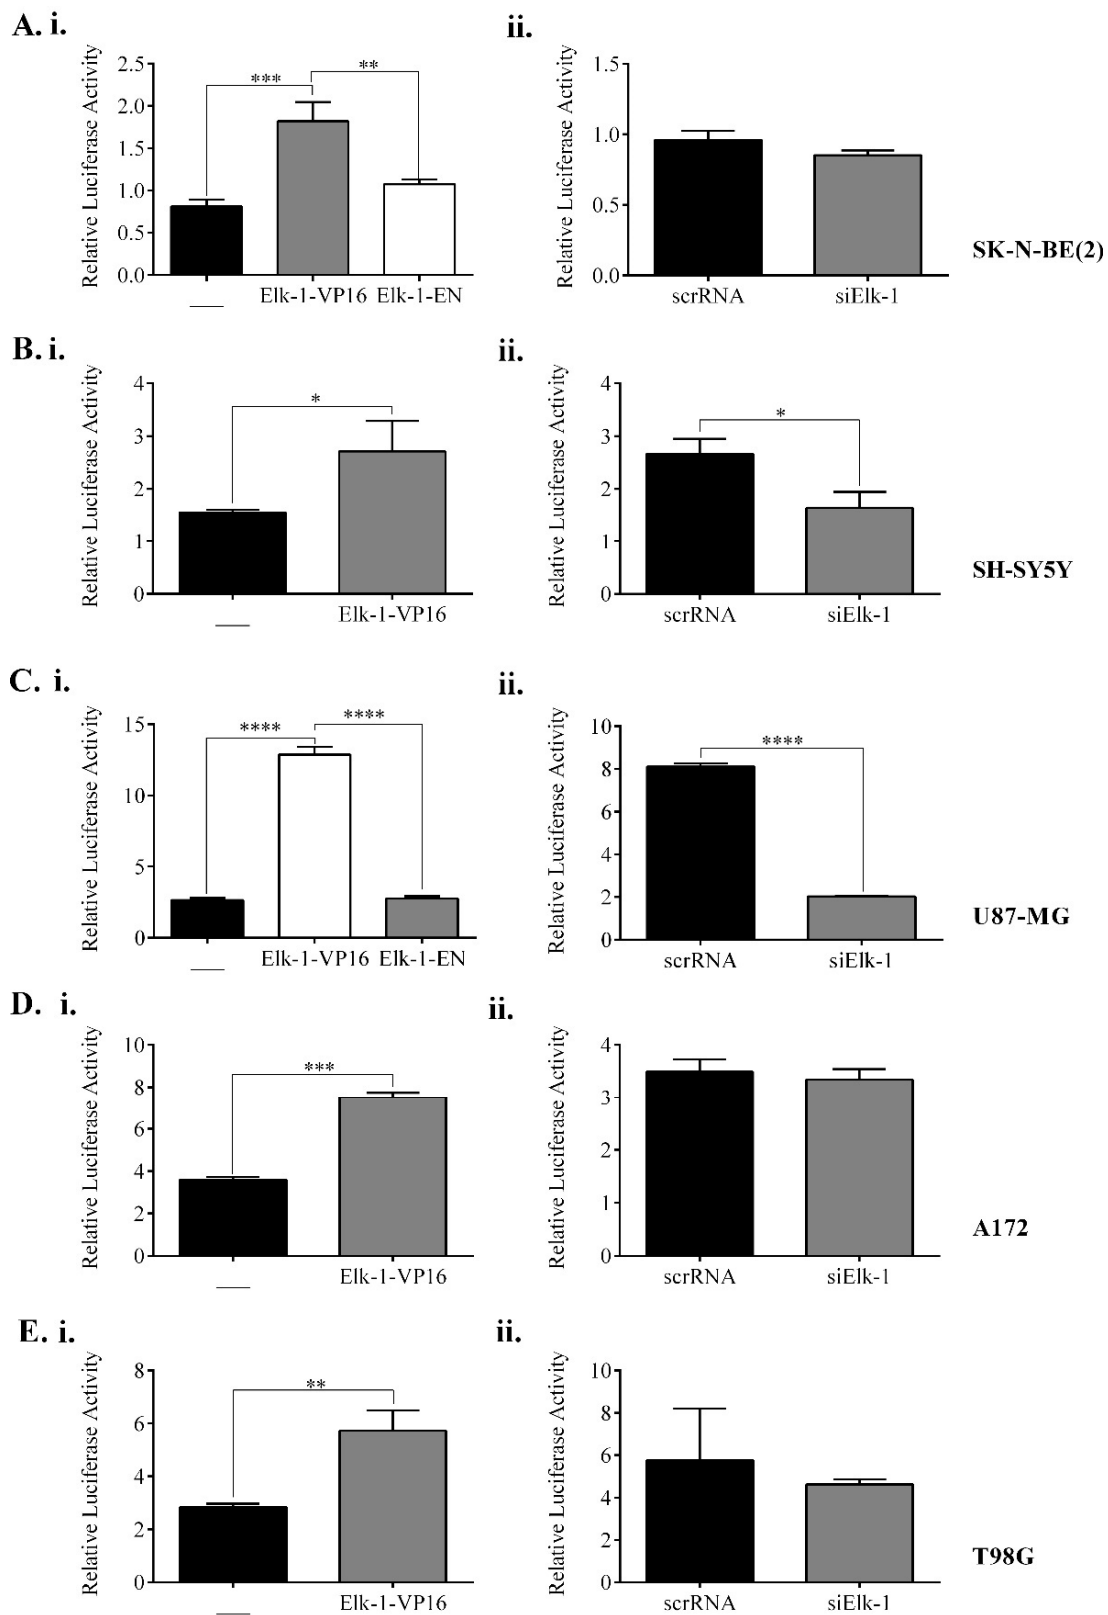 A. i.
Relative Luciferase Activity
2.5
2.0
1.5
1.0
0.5
0.0
***
**
Elk-1-VP16
Elk-1-EN
ii.
Relative Luciferase Activity
1.5
1.0
0.5
0.0
scrRNA
siElk-1
SK-N-BE(2)
B. i.
Relative Luciferase Activity
4
3
2
1
0
*
Elk-1-VP16
ii.
Relative Luciferase Activity
4
3
2
1
0
*
scrRNA
siElk-1
SH-SY5Y
C. i.
Relative Luciferase Activity
15
10
5
0
****
****
Elk-1-VP16
Elk-1-EN
ii.
Relative Luciferase Activity
10
8
6
4
2
0
****
scrRNA
siElk-1
U87-MG
D. i.
Relative Luciferase Activity
10
8
6
4
2
0
***
Elk-1-VP16
ii.
Relative Luciferase Activity
4
3
2
1
0
scrRNA
siElk-1
A172
E. i.
Relative Luciferase Activity
8
6
4
2
0
**
Elk-1-VP16
ii.
Relative Luciferase Activity
10
8
6
4
2
0
scrRNA
siElk-1
T98G